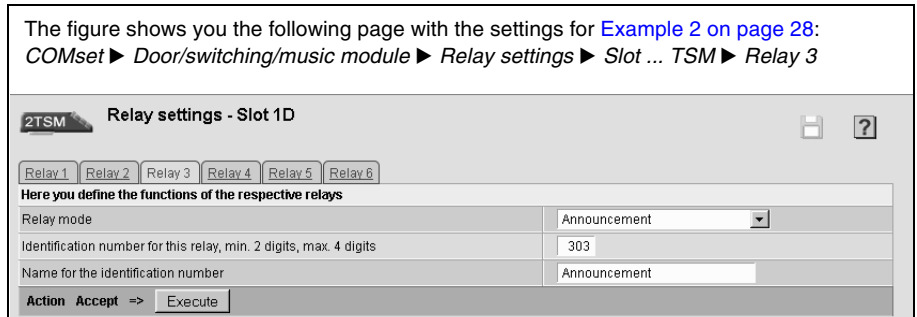 The figure shows you the following page with the settings for Example 2 on page 28:
COMset ▶ Door/switching/music module ▶ Relay settings ▶ Slot ... TSM ▶ Relay 3
2TSM Relay settings - Slot 1D ?
Relay 1 Relay 2 Relay 3 Relay 4 Relay 5 Relay 6
Here you define the functions of the respective relays
Relay mode Announcement
Identification number for this relay, min. 2 digits, max. 4 digits 303
Name for the identification number Announcement
Action Accept => Execute